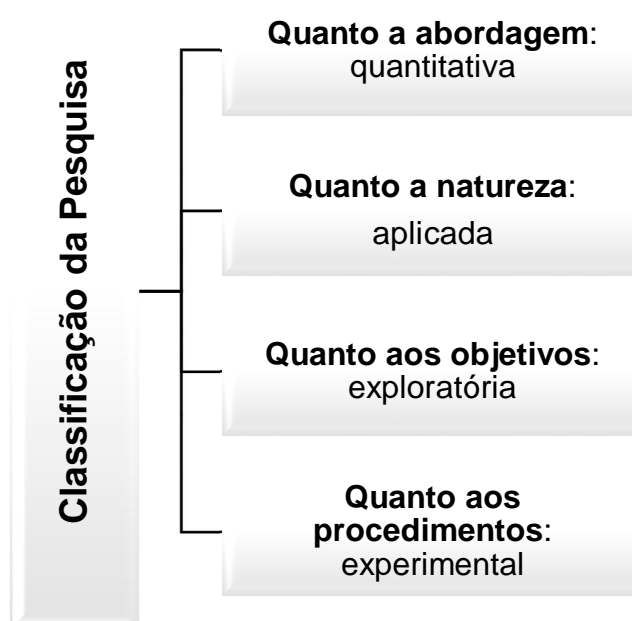 Classificação da Pesquisa
Quanto a abordagem:
quantitativa
Quanto a natureza:
aplicada
Quanto aos objetivos:
exploratória
Quanto aos
procedimentos:
experimental